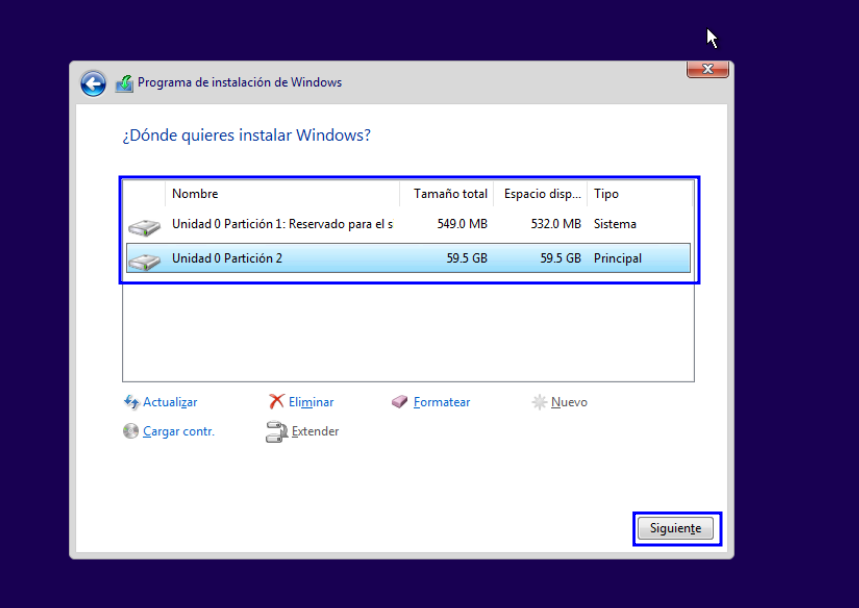 Programa de instalación de Windows
¿Dónde quieres instalar Windows?
Nombre Tamaño total Espacio disp... Tipo
Unidad 0 Partición 1: Reservado para el s 549.0 MB 532.0 MB Sistema
Unidad 0 Partición 2 59.5 GB 59.5 GB Principal
Actualizar Eliminar Formatear Nuevo
Cargar contr. Extender
Siguiente